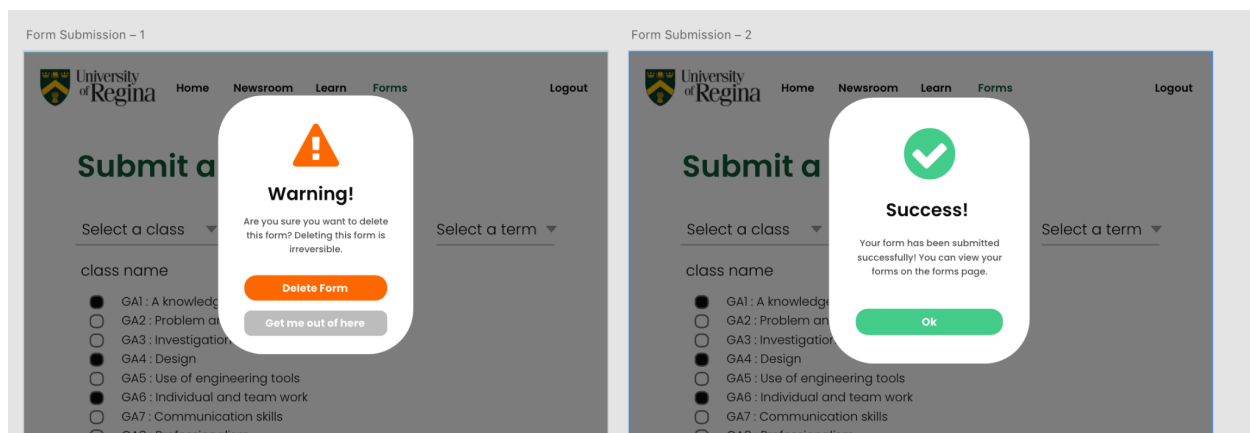 Form Submission – 1
University
of Regina
Home Newsroom Learn Forms Logout
Submit a
Select a class
Select a term
class name
GA1 : A knowledg
GA2 : Problem an
GA3 : Investigation
GA4 : Design
GA5 : Use of engineering tools
GA6 : Individual and team work
GA7 : Communication skills
Warning!
Are you sure you want to delete
this form? Deleting this form is
irreversible.
Delete Form
Get me out of here
Form Submission – 2
University
of Regina
Home Newsroom Learn Forms Logout
Submit a
Select a class
Select a term
class name
GA1 : A knowledge
GA2 : Problem an
GA3 : Investigation
GA4 : Design
GA5 : Use of engineering tools
GA6 : Individual and team work
GA7 : Communication skills
Success!
Your form has been submitted
successfully! You can view your
forms on the forms page.
Ok